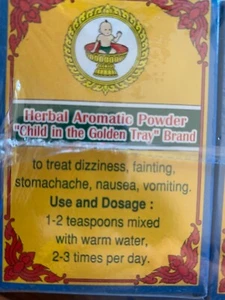 Herbal Aromatic Powder
"Child in the Golden Tray" Brand
to treat dizziness, fainting,
stomachache, nausea, vomiting.
Use and Dosage :
1-2 teaspoons mixed
with warm water,
2-3 times per day.